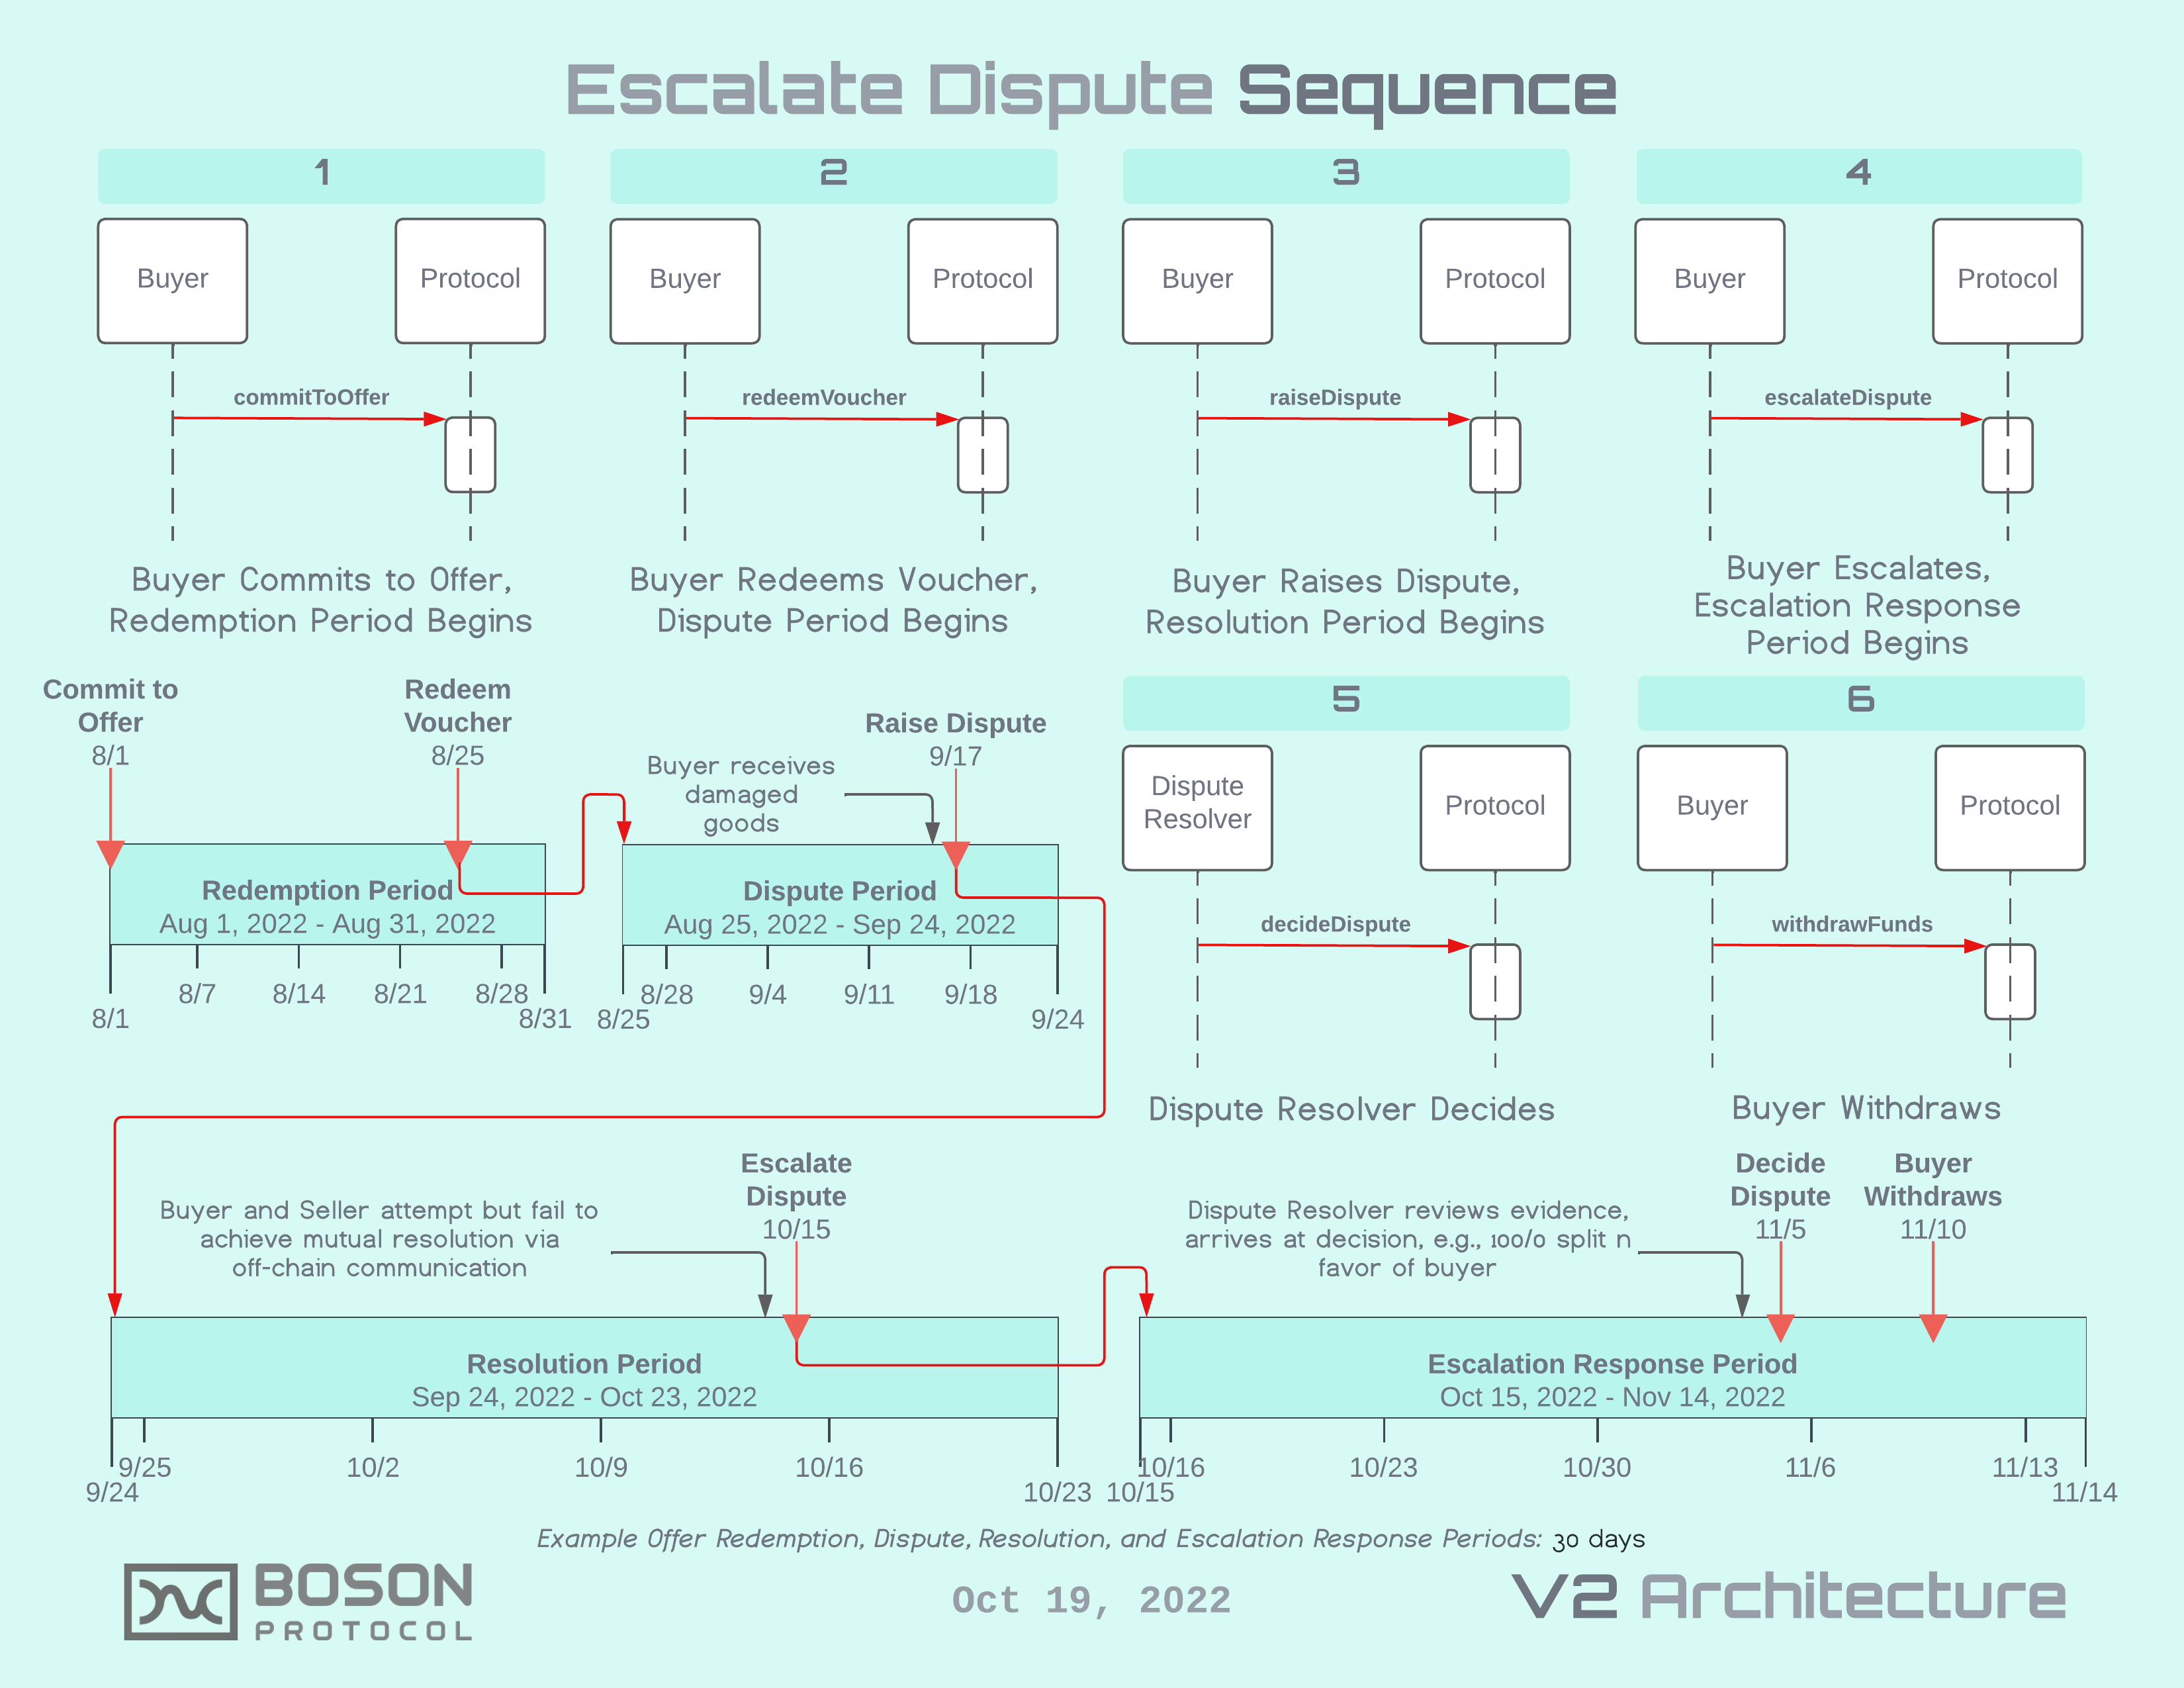 Escalate Dispute Sequence
1
Buyer
Protocol
commitToOffer
Buyer Commits to Offer,
Redemption Period Begins
2
Buyer
Protocol
redeemVoucher
Buyer Redeems Voucher,
Dispute Period Begins
3
Buyer
Protocol
raiseDispute
Buyer Raises Dispute,
Resolution Period Begins
4
Buyer
Protocol
escalateDispute
Buyer Escalates,
Escalation Response
Period Begins
Commit to
Offer
8/1
Redeem
Voucher
8/25
Redemption Period
Aug 1, 2022 - Aug 31, 2022
8/1
8/7
8/14
8/21
8/28
8/31
Buyer receives
damaged
goods
Raise Dispute
9/17
Dispute Period
Aug 25, 2022 - Sep 24, 2022
8/25
8/28
9/4
9/11
9/18
9/24
5
Dispute
Resolver
Protocol
decideDispute
Dispute Resolver Decides
6
Buyer
Protocol
withdrawFunds
Buyer Withdraws
Buyer and Seller attempt but fail to
achieve mutual resolution via
off-chain communication
Escalate
Dispute
10/15
Resolution Period
Sep 24, 2022 - Oct 23, 2022
9/24
9/25
10/2
10/9
10/16
10/23
Dispute Resolver reviews evidence,
arrives at decision, e.g., 100/0 split n
favor of buyer
Decide
Dispute
11/5
Buyer
Withdraws
11/10
Escalation Response Period
Oct 15, 2022 - Nov 14, 2022
10/15
10/16
10/23
10/30
11/6
11/13
11/14
Example Offer Redemption, Dispute, Resolution, and Escalation Response Periods: 30 days
BOSON
PROTOCOL
Oct 19, 2022
V2 Architecture